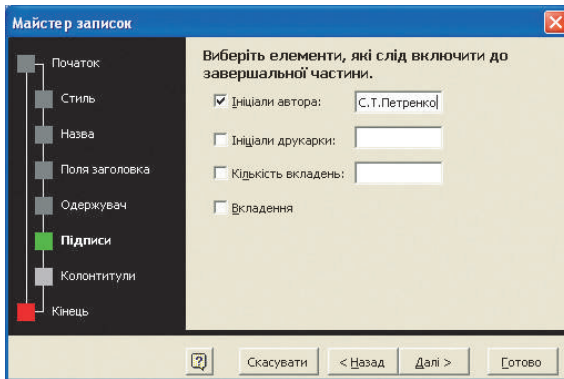 Майстер записок
Початок
Стиль
Назва
Поля заголовка
Одержувач
Підписи
Колонтитули
Кінець
Виберіть елементи, які слід включити до
завершальної частини.
Ініціали автора: С.Т.Петренко
Ініціали друкарки:
Кількість вкладень:
Вкладення
Скасувати
< Назад
Далі >
Готово